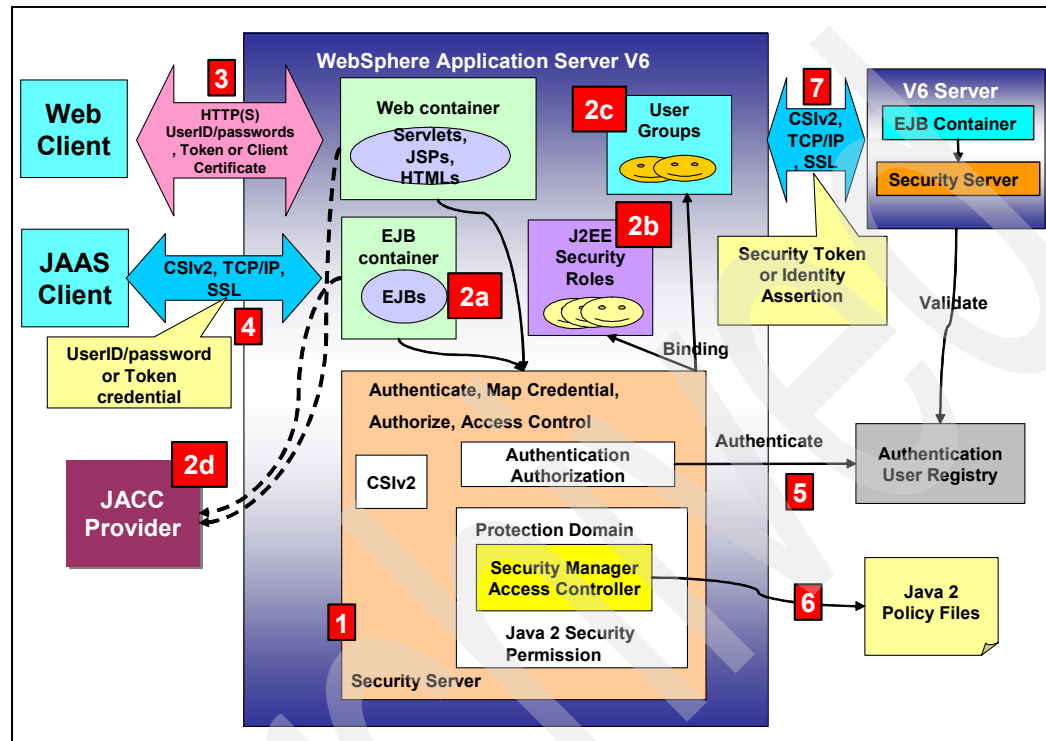 WebSphere Application Server V6
Web
Client
3
HTTP(S)
UserID/passwords
, Token or Client
Certificate
Web container
Servlets,
JSPs,
HTMLs
2c
User
Groups
7
CSIv2,
TCP/IP
, SSL
V6 Server
EJB Container
Security Server
JAAS
Client
CSIv2, TCP/IP,
SSL
4
UserID/password
or Token
credential
EJB
container
EJBs
2a
2b
J2EE
Security
Roles
Security Token
or Identity
Assertion
Validate
Binding
2d
JACC
Provider
Authenticate, Map Credential,
Authorize, Access Control
CSIv2
Authentication
Authorization
Authenticate
5
Authentication
User Registry
Protection Domain
Security Manager
Access Controller
Java 2 Security
Permission
6
Java 2
Policy Files
1
Security Server